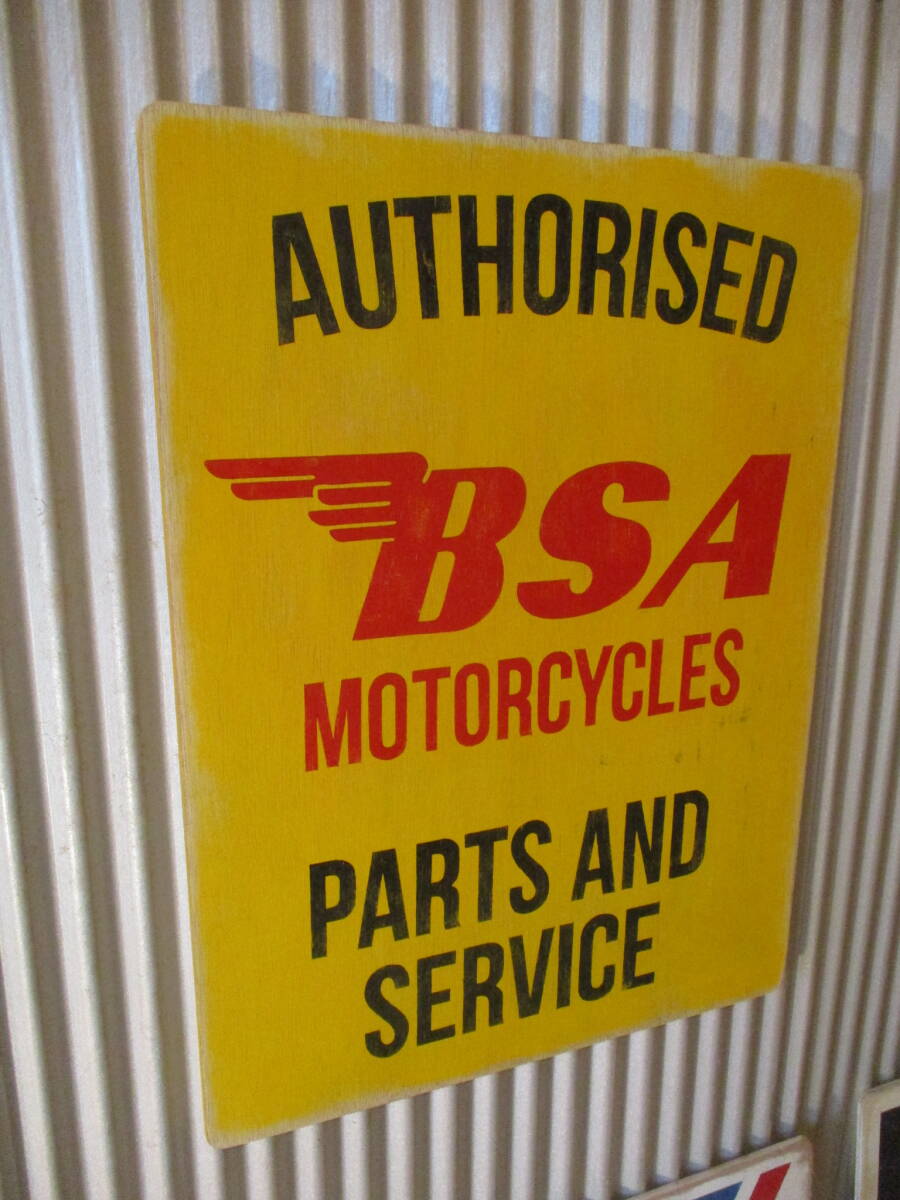 AUTHORISED
BSA
MOTORCYCLES
PARTS AND
SERVICE